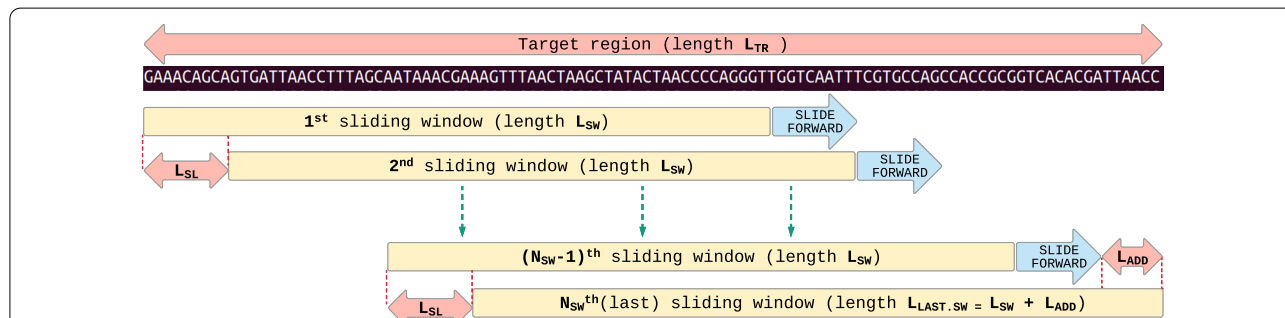 Target region (length LTR )
GAAACAGCAGTGATTAACCTTTAGCAATAAACGAAAGTTTAACTAAGCTATACTAACCCCAGGGTTGGTCAATTTCGTGCCAGCCACCGCGGTCACACGATTAACC
1st sliding window (length LSW)
SLIDE
FORWARD
LSL
2nd sliding window (length LSW)
SLIDE
FORWARD
(NSW-1)th sliding window (length LSW)
SLIDE
FORWARD
LADD
LSL
NSWth(last) sliding window (length LLAST.SW = LSW + LADD)